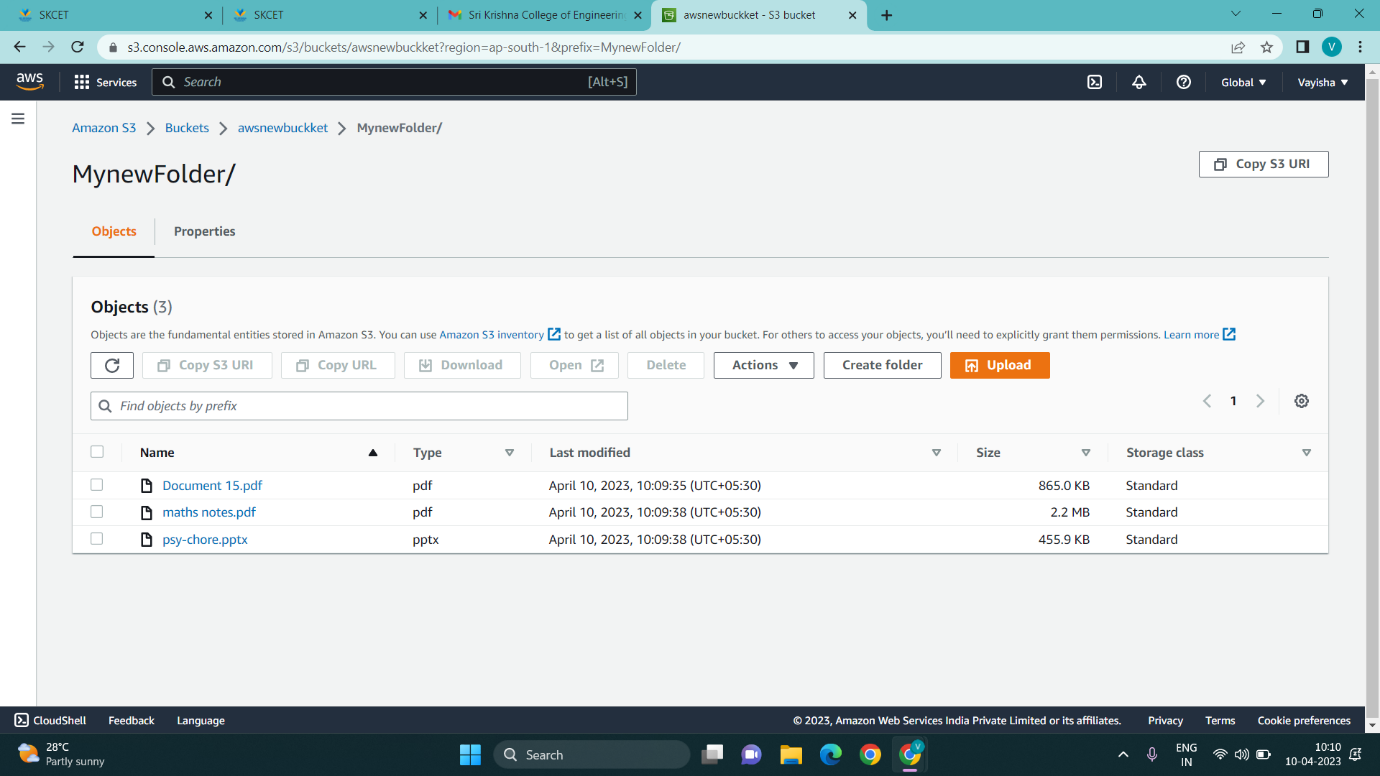 SKCET
SKCET
Sri Krishna College of Engineerin
awsnewbuckket - S3 bucket
s3.console.aws.amazon.com/s3/buckets/awsnewbuckket?region=ap-south-1&prefix=MynewFolder/
V
aws
Services
Search
[Alt+S]
Global
Vayisha
Amazon S3 Buckets awsnewbuckket MynewFolder/
MynewFolder/
Copy S3 URI
Objects
Properties
Objects (3)
Objects are the fundamental entities stored in Amazon S3. You can use Amazon S3 inventory to get a list of all objects in your bucket. For others to access your objects, you'll need to explicitly grant them permissions. Learn more
Copy S3 URI
Copy URL
Download
Open
Delete
Actions
Create folder
Upload
Find objects by prefix
1
Name Type Last modified Size Storage class
Document 15.pdf pdf April 10, 2023, 10:09:35 (UTC+05:30) 865.0 KB Standard
maths notes.pdf pdf April 10, 2023, 10:09:38 (UTC+05:30) 2.2 MB Standard
psy-chore.pptx pptx April 10, 2023, 10:09:38 (UTC+05:30) 455.9 KB Standard
CloudShell
Feedback
Language
© 2023, Amazon Web Services India Private Limited or its affiliates.
Privacy
Terms
Cookie preferences
28°C
Partly sunny
Search
V
ENG
IN
10:10
10-04-2023